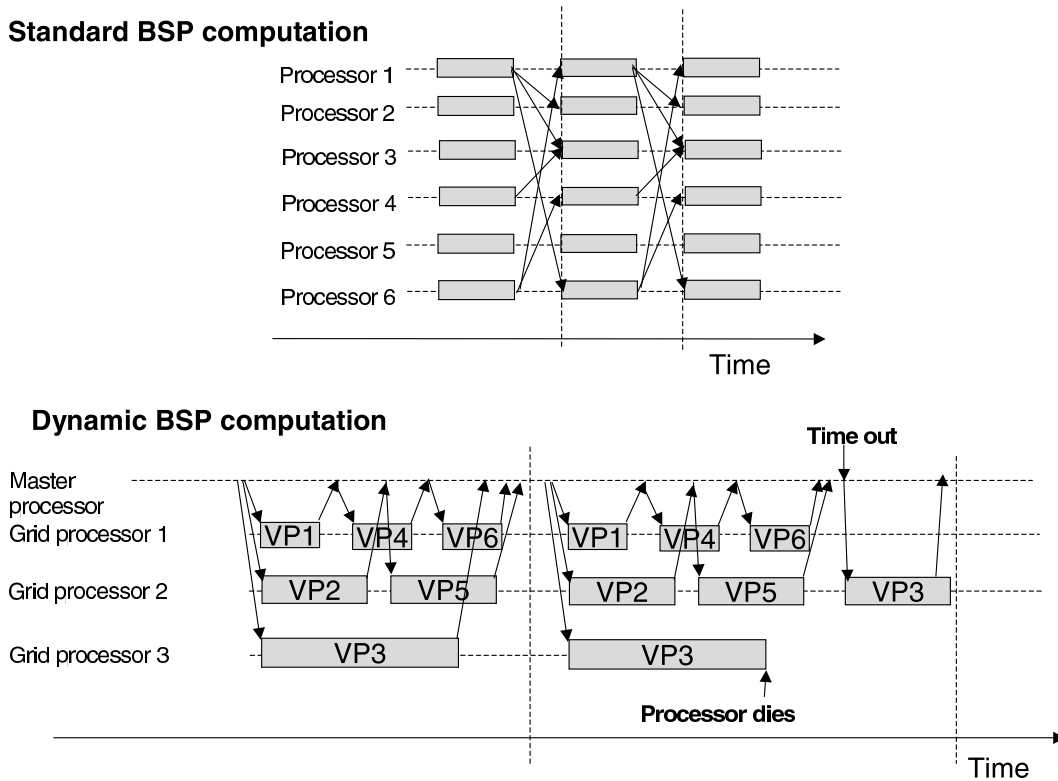 Standard BSP computation
Processor 1
Processor 2
Processor 3
Processor 4
Processor 5
Processor 6
Time
Dynamic BSP computation
Time out
Master
processor
Grid processor 1
VP1
VP4
VP6
VP1
VP4
VP6
Grid processor 2
VP2
VP5
VP2
VP5
VP3
Grid processor 3
VP3
VP3
Processor dies
Time